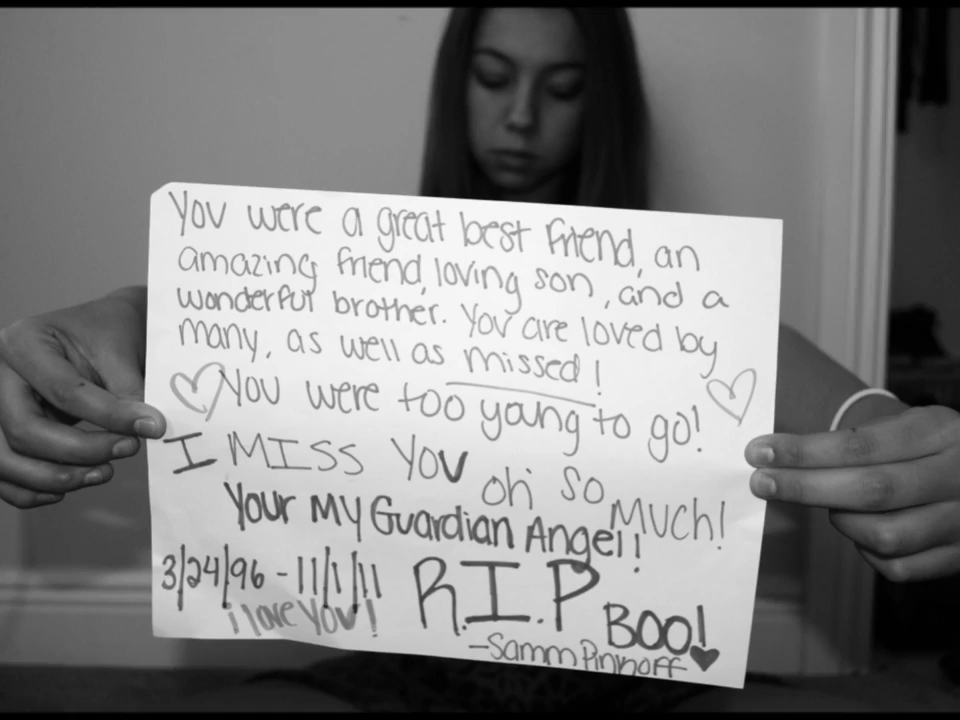 You were a great best friend, an
amazing friend, loving son, and a
wonderful brother. You are loved by
many, as well as missed!
You were too yang to go!
I MISS YOU oh so MUCH!
Your My Guardian Angel!
3/24/96 - 11/1/11 R.I.P BOO!
i love YOU!
-Samm Pinkoff